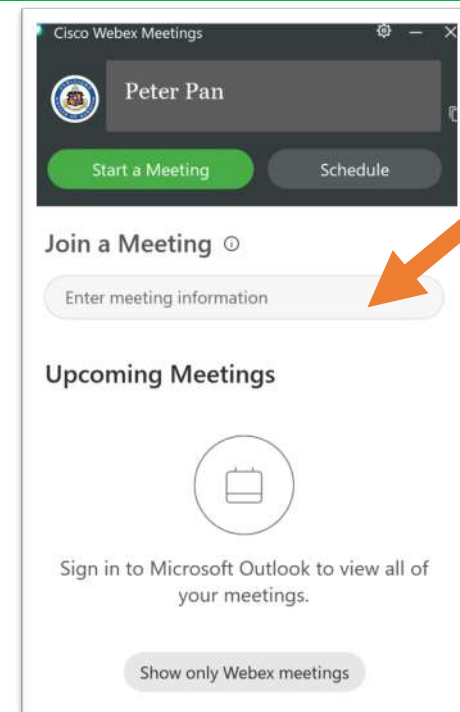 Cisco Webex Meetings
Peter Pan
Start a Meeting
Schedule
Join a Meeting
Enter meeting information
Upcoming Meetings
Sign in to Microsoft Outlook to view all of
your meetings.
Show only Webex meetings